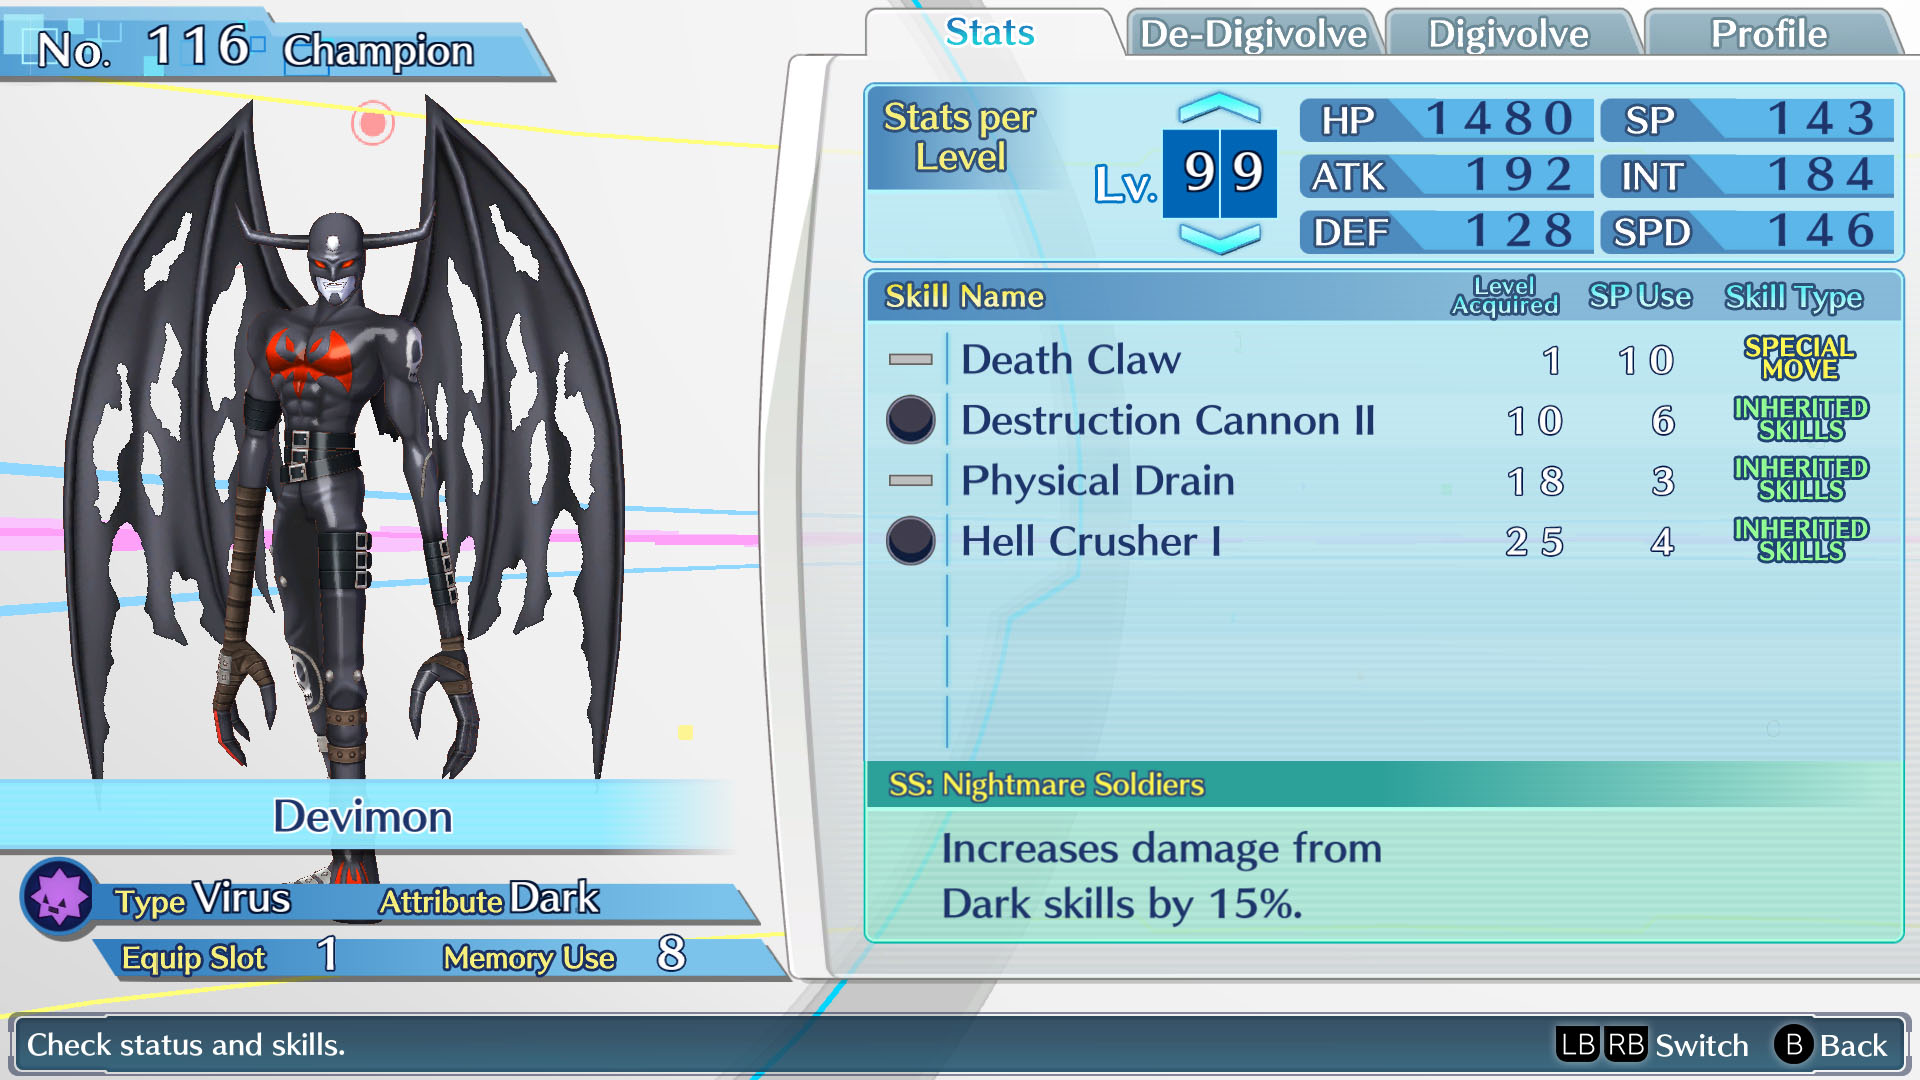 No. 116 Champion
Stats
De-Digivolve
Digivolve
Profile
Stats per
Level
Lv. 99
HP 1480
SP 143
ATK 192
INT 184
DEF 128
SPD 146
Skill Name
Level
Acquired
SP Use
Skill Type
Death Claw 1 10 SPECIAL
MOVE
Destruction Cannon II 10 6 INHERITED
SKILLS
Physical Drain 18 3 INHERITED
SKILLS
Hell Crusher I 25 4 INHERITED
SKILLS
SS: Nightmare Soldiers
Increases damage from
Dark skills by 15%.
Devimon
Type Virus Attribute Dark
Equip Slot 1 Memory Use 8
Check status and skills.
LB RB Switch B Back